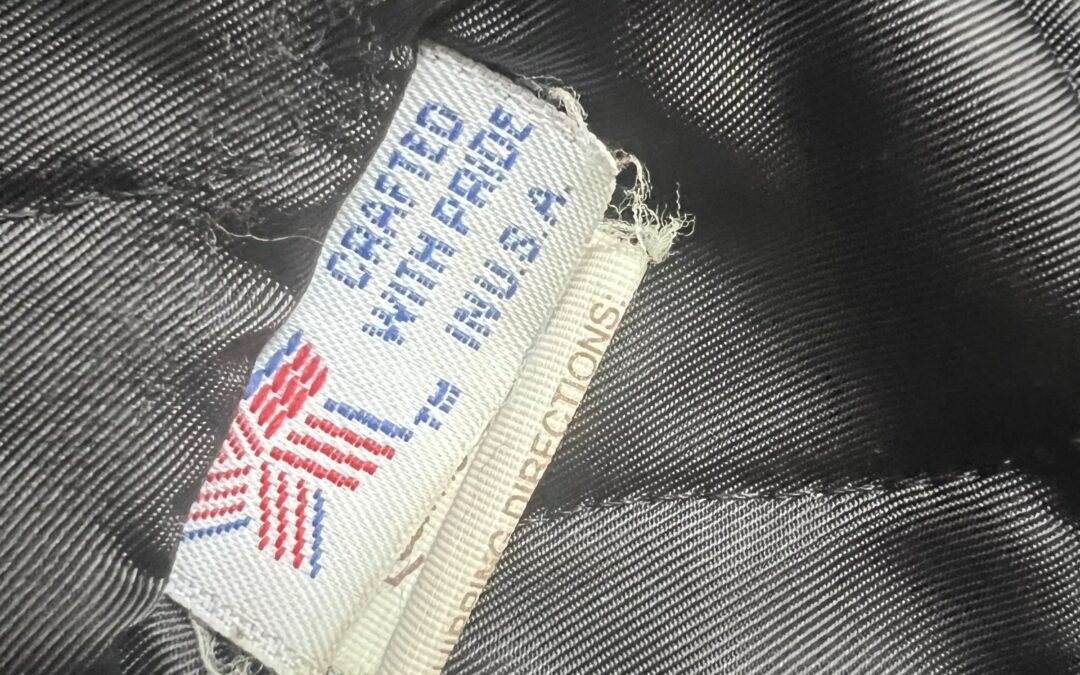 CRAFTED
WITH PRIDE
IN U.S.A.
TM
DIRECTIONS: